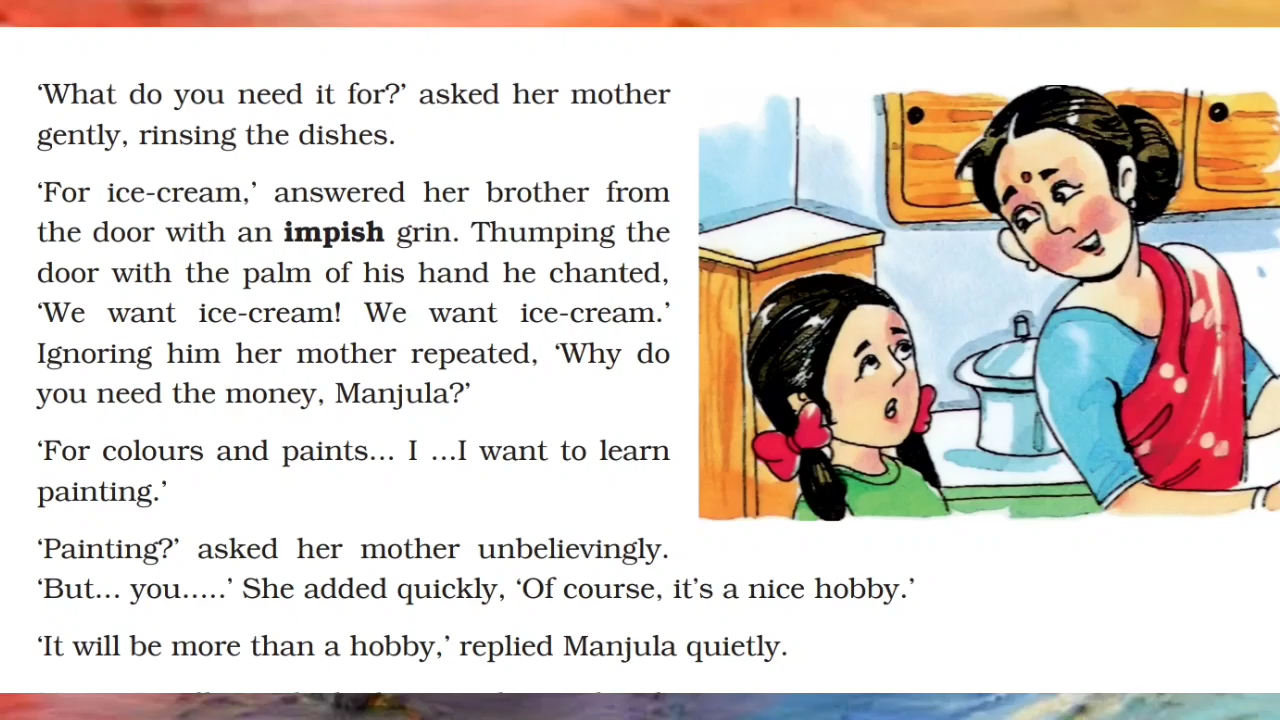 ‘What do you need it for?’ asked her mother
gently, rinsing the dishes.
‘For ice-cream,’ answered her brother from
the door with an impish grin. Thumping the
door with the palm of his hand he chanted,
‘We want ice-cream! We want ice-cream.’
Ignoring him her mother repeated, ‘Why do
you need the money, Manjula?’
‘For colours and paints... I ...I want to learn
painting.’
‘Painting?’ asked her mother unbelievingly.
‘But... you.....’ She added quickly, ‘Of course, it’s a nice hobby.’
‘It will be more than a hobby,’ replied Manjula quietly.